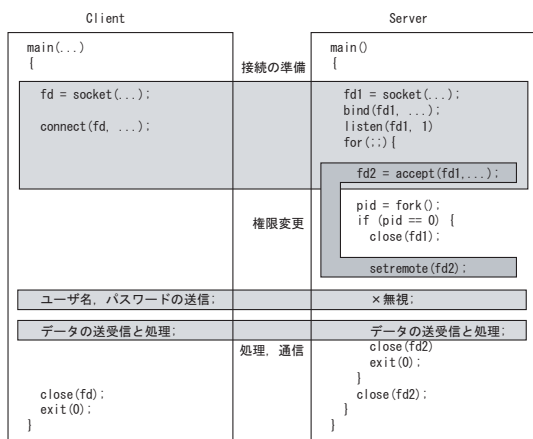 Client
Server
main(...)
{
fd = socket(...);
connect(fd, ...);
ユーザ名，パスワードの送信;
データの送受信と処理;
close(fd);
exit(0);
}
接続の準備
権限変更
処理，通信
main()
{
fd1 = socket(...);
bind(fd1, ...);
listen(fd1, 1)
for(;;){
fd2 = accept(fd1,...);
pid = fork();
if (pid == 0) {
close(fd1);
setremote(fd2);
×無視;
データの送受信と処理;
close(fd2)
exit(0);
}
close(fd2);
}
}